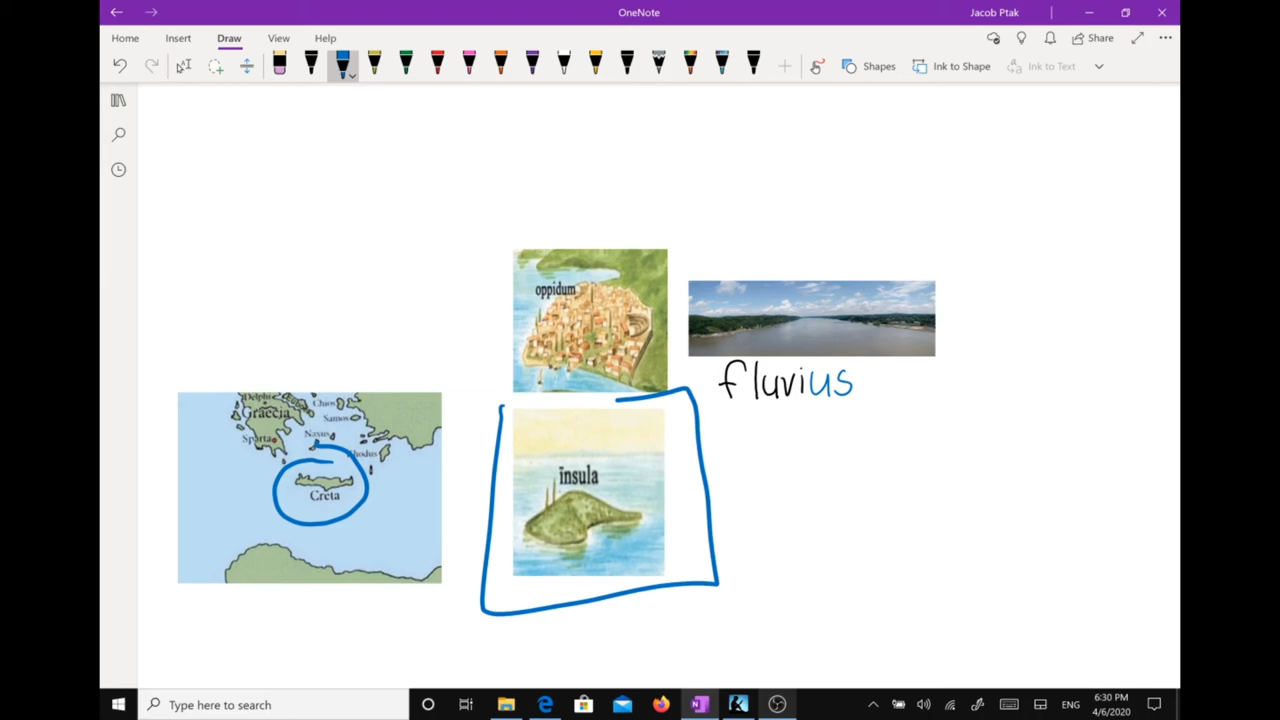 OneNote
Jacob Ptak
Home
Insert
Draw
View
Help
Share
Shapes
Ink to Shape
Ink to Text
oppidum
fluvius
Delphi
Chios
Graecia
Samos
Naxus
Sparta
Rhodus
Creta
īnsula
Type here to search
ENG
6:30 PM
4/6/2020